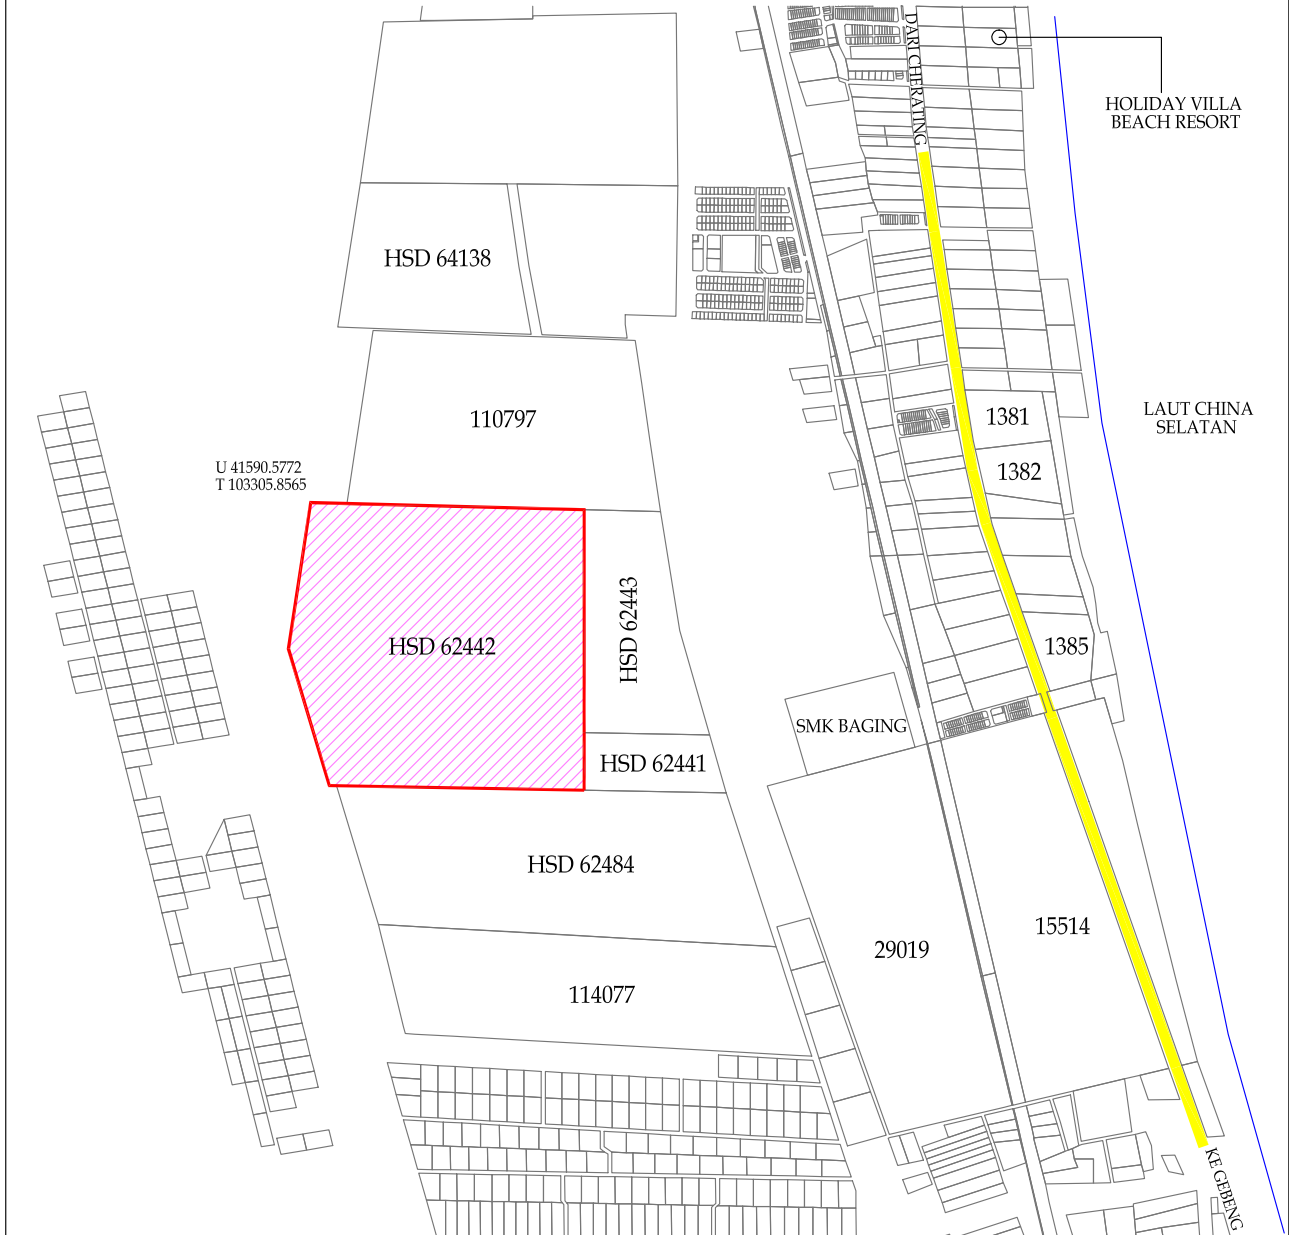 DARI CHERATING
HOLIDAY VILLA
BEACH RESORT
HSD 64138
110797
1381
LAUT CHINA
SELATAN
1382
U 41590.5772
T 103305.8565
HSD 62442
HSD 62443
1385
SMK BAGING
HSD 62441
HSD 62484
29019
15514
114077
KE GEBENG